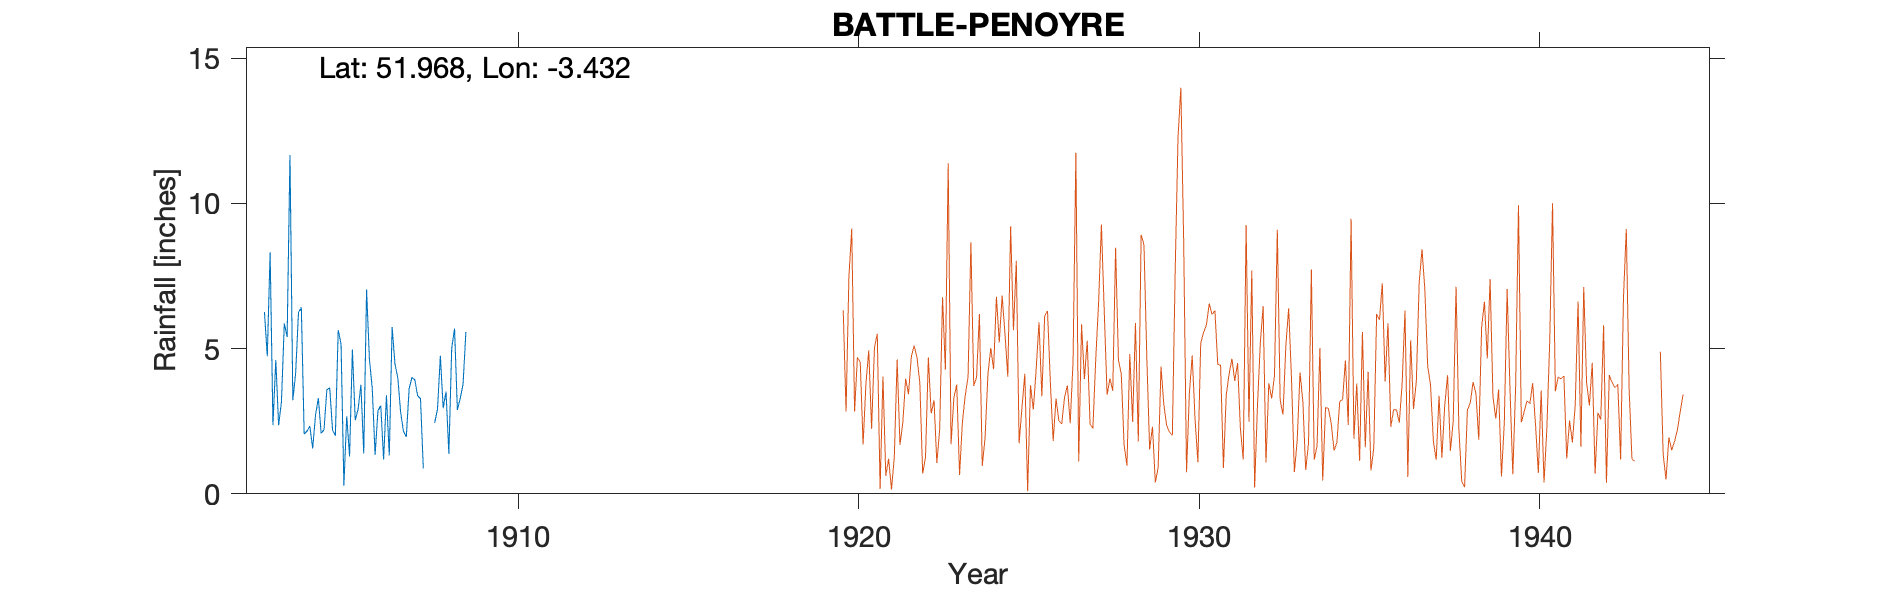 BATTLE-PENOYRE
Lat: 51.968, Lon: -3.432
15
10
5
0
Rainfall [inches]
1910
1920
1930
1940
Year